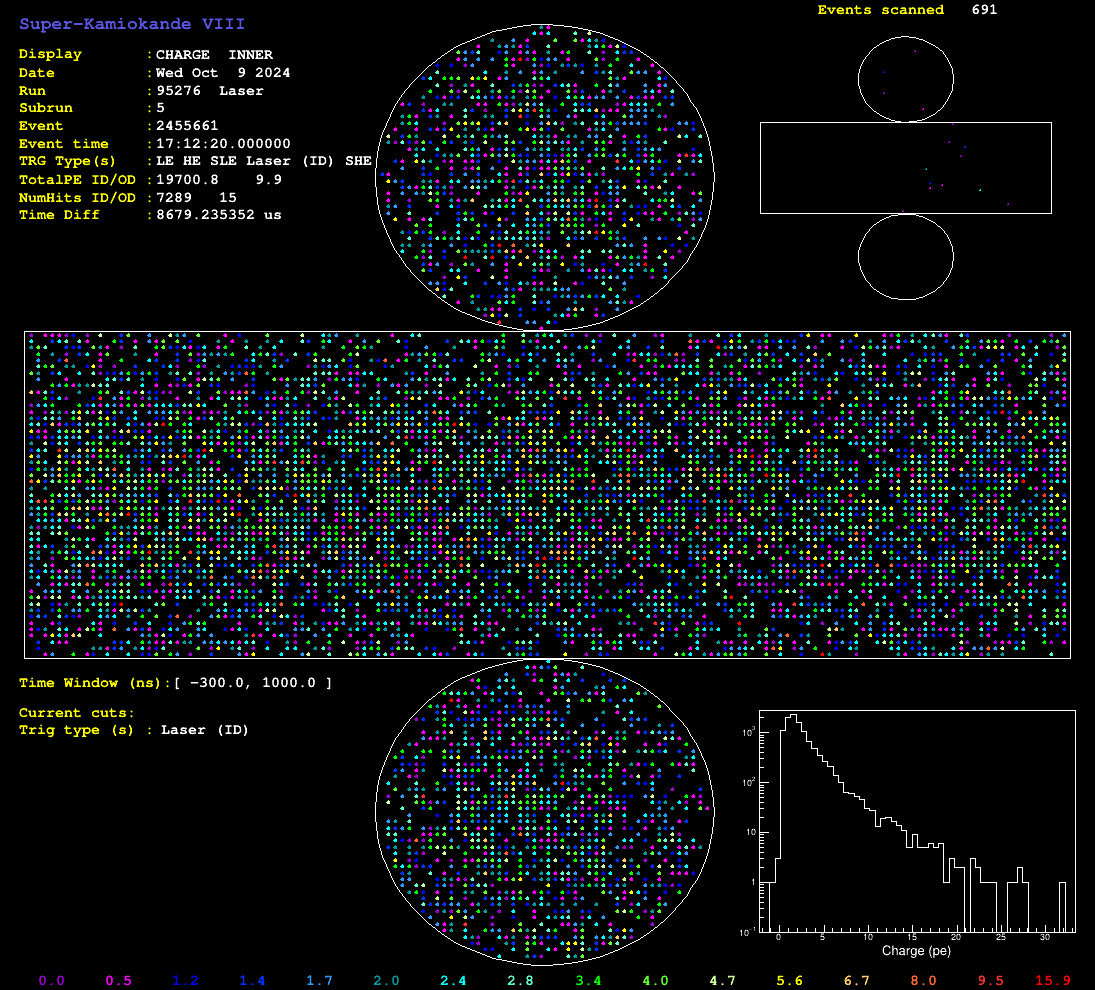 Super-Kamiokande VIII
Events scanned 691
Display :CHARGE INNER
Date :Wed Oct 9 2024
Run :95276 Laser
Subrun :5
Event :2455661
Event time :17:12:20.000000
TRG Type(s) :LE HE SLE Laser (ID) SHE
TotalPE ID/OD :19700.8 9.9
NumHits ID/OD :7289 15
Time Diff :8679.235352 us
Time Window (ns):[ -300.0, 1000.0 ]
Current cuts:
Trig type (s) : Laser (ID)
10³
10²
10
1
10⁻¹
0 5 10 15 20 25 30
Charge (pe)
0.0 0.5 1.2 1.4 1.7 2.0 2.4 2.8 3.4 4.0 4.7 5.6 6.7 8.0 9.5 15.9